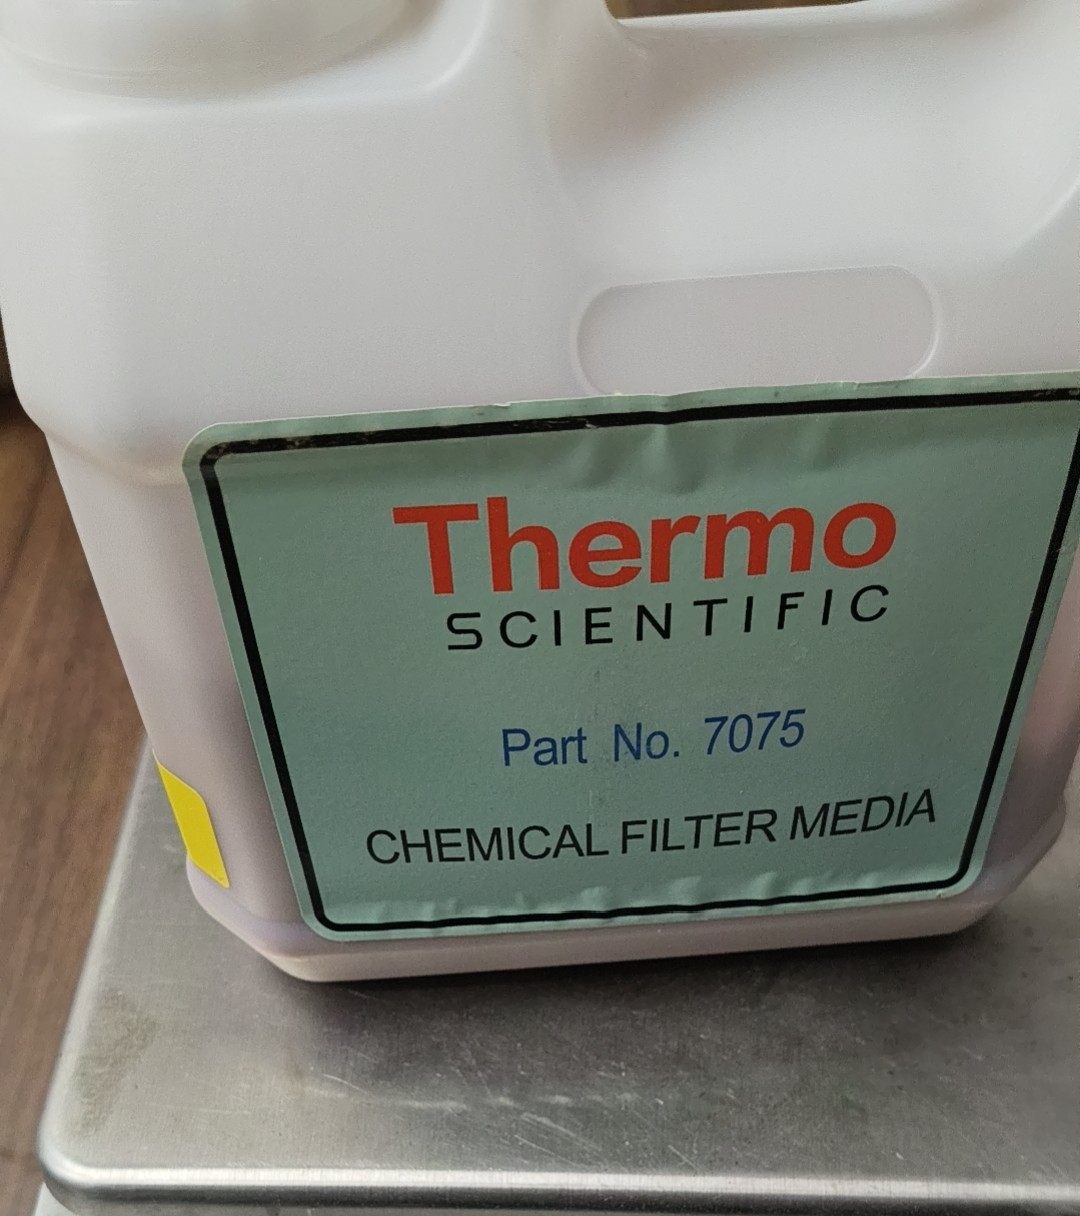 Thermo
SCIENTIFIC
Part No. 7075
CHEMICAL FILTER MEDIA